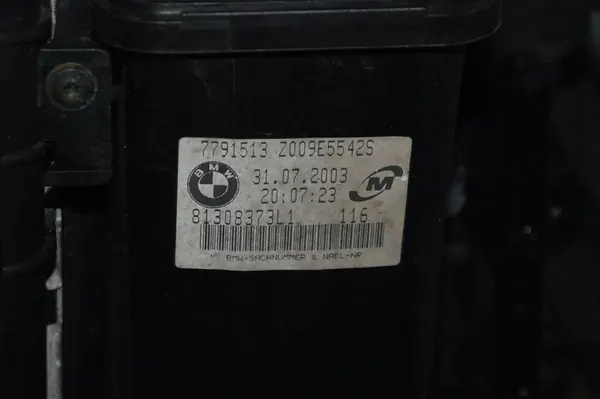 7791513 Z009E5542S
BMW
31.07.2003
M
20:07:23
81308373L1 116
BMW-SACHNUMMER & NAEL-NR